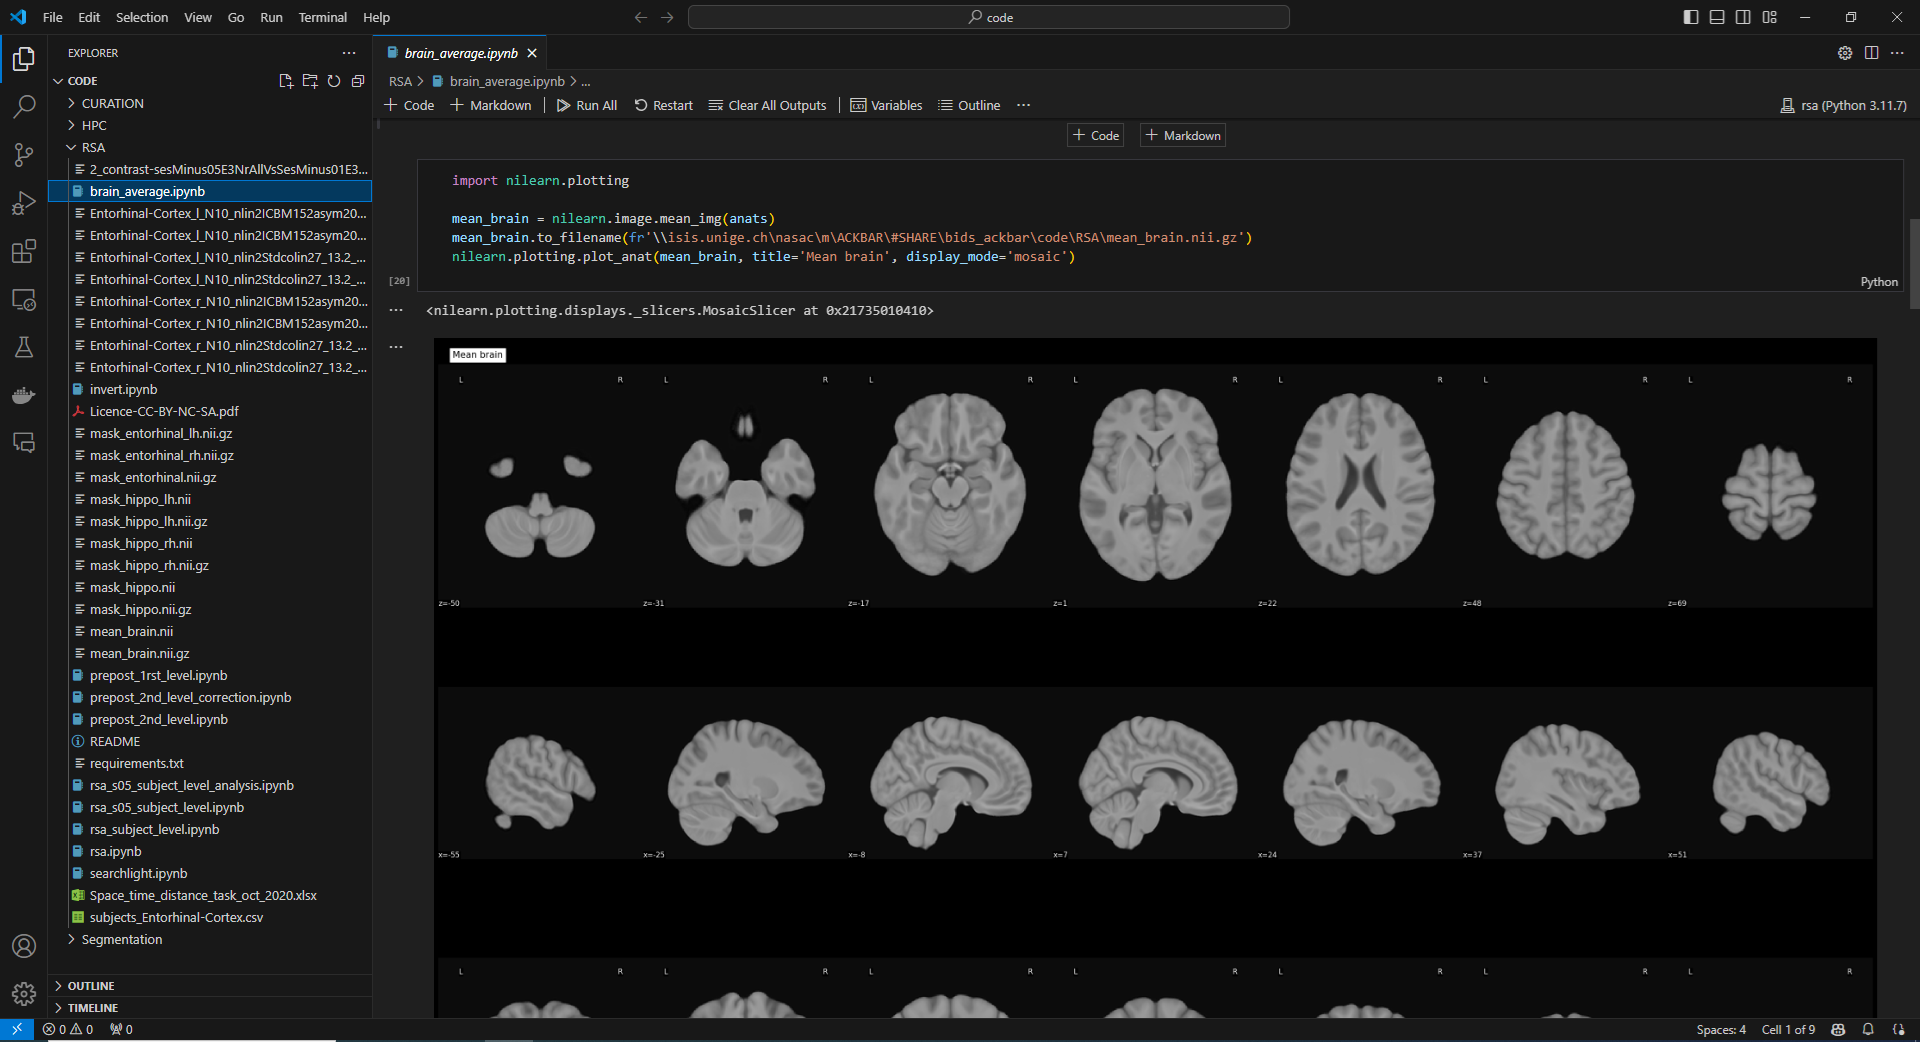 File Edit Selection View Go Run Terminal Help
code
EXPLORER
CODE
CURATION
HPC
RSA
2_contrast-sesMinus05E3NrAllVsSesMinus01E3...
brain_average.ipynb
Entorhinal-Cortex_l_N10_nlin2ICBM152asym20...
Entorhinal-Cortex_l_N10_nlin2ICBM152asym20...
Entorhinal-Cortex_l_N10_nlin2Stdcolin27_13.2_...
Entorhinal-Cortex_l_N10_nlin2Stdcolin27_13.2_...
Entorhinal-Cortex_r_N10_nlin2ICBM152asym20...
Entorhinal-Cortex_r_N10_nlin2ICBM152asym20...
Entorhinal-Cortex_r_N10_nlin2Stdcolin27_13.2_...
Entorhinal-Cortex_r_N10_nlin2Stdcolin27_13.2_...
invert.ipynb
Licence-CC-BY-NC-SA.pdf
mask_entorhinal_lh.nii.gz
mask_entorhinal_rh.nii.gz
mask_entorhinal.nii.gz
mask_hippo_lh.nii
mask_hippo_lh.nii.gz
mask_hippo_rh.nii
mask_hippo_rh.nii.gz
mask_hippo.nii
mask_hippo.nii.gz
mean_brain.nii
mean_brain.nii.gz
prepost_1rst_level.ipynb
prepost_2nd_level_correction.ipynb
prepost_2nd_level.ipynb
README
requirements.txt
rsa_s05_subject_level_analysis.ipynb
rsa_s05_subject_level.ipynb
rsa_subject_level.ipynb
rsa.ipynb
searchlight.ipynb
Space_time_distance_task_oct_2020.xlsx
subjects_Entorhinal-Cortex.csv
Segmentation
OUTLINE
TIMELINE
brain_average.ipynb
RSA > brain_average.ipynb > ...
+ Code + Markdown Run All Restart Clear All Outputs Variables Outline ...
rsa (Python 3.11.7)
+ Code + Markdown
import nilearn.plotting
mean_brain = nilearn.image.mean_img(anats)
mean_brain.to_filename(fr'\\isis.unige.ch\nasac\m\ACKBAR\#SHARE\bids_ackbar\code\RSA\mean_brain.nii.gz')
nilearn.plotting.plot_anat(mean_brain, title='Mean brain', display_mode='mosaic')
[20]
Python
<nilearn.plotting.displays._slicers.MosaicSlicer at 0x21735010410>
Mean brain
L R L R L R L R L R L R L R
z=-50 z=-31 z=-17 z=1 z=22 z=48 z=69
x=-55 x=-25 x=-8 x=7 x=24 x=37 x=51
L R L R L R L R L R L R L R
0 0 0
Spaces: 4 Cell 1 of 9